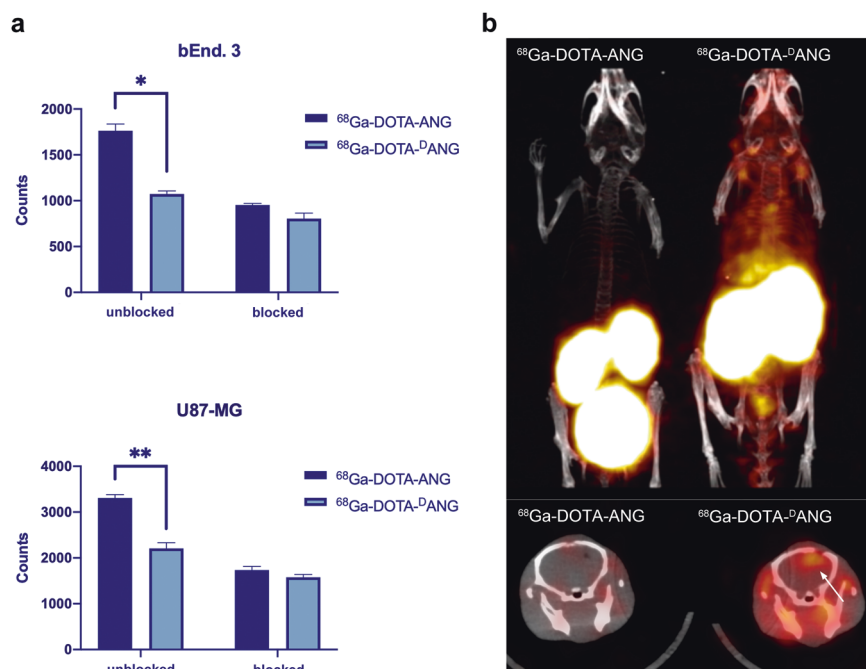 a
bEnd. 3
*
⁶⁸Ga-DOTA-ANG
⁶⁸Ga-DOTA-ᴰANG
Counts
2000
1500
1000
500
0
unblocked blocked
U87-MG
**
⁶⁸Ga-DOTA-ANG
⁶⁸Ga-DOTA-ᴰANG
Counts
4000
3000
2000
1000
0
unblocked blocked
b
⁶⁸Ga-DOTA-ANG ⁶⁸Ga-DOTA-ᴰANG
⁶⁸Ga-DOTA-ANG ⁶⁸Ga-DOTA-ᴰANG